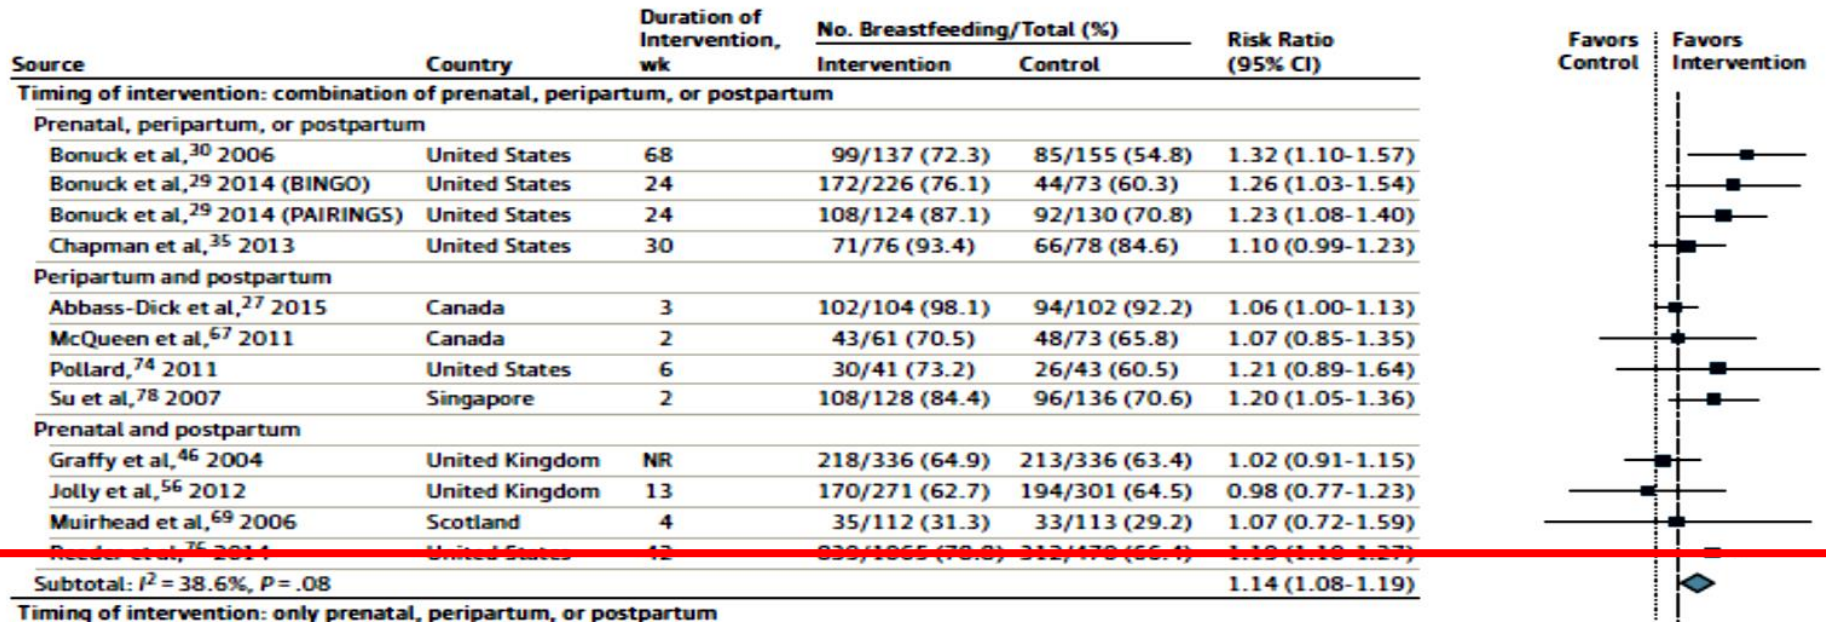 Source Country Duration of Intervention, wk No. Breastfeeding/Total (%) Intervention Control Risk Ratio (95% CI) Favors Control Favors Intervention
Timing of intervention: combination of prenatal, peripartum, or postpartum
Prenatal, peripartum, or postpartum
Bonuck et al,30 2006 United States 68 99/137 (72.3) 85/155 (54.8) 1.32 (1.10-1.57)
Bonuck et al,29 2014 (BINGO) United States 24 172/226 (76.1) 44/73 (60.3) 1.26 (1.03-1.54)
Bonuck et al,29 2014 (PAIRINGS) United States 24 108/124 (87.1) 92/130 (70.8) 1.23 (1.08-1.40)
Chapman et al,35 2013 United States 30 71/76 (93.4) 66/78 (84.6) 1.10 (0.99-1.23)
Peripartum and postpartum
Abbass-Dick et al,27 2015 Canada 3 102/104 (98.1) 94/102 (92.2) 1.06 (1.00-1.13)
McQueen et al,67 2011 Canada 2 43/61 (70.5) 48/73 (65.8) 1.07 (0.85-1.35)
Pollard,74 2011 United States 6 30/41 (73.2) 26/43 (60.5) 1.21 (0.89-1.64)
Su et al,78 2007 Singapore 2 108/128 (84.4) 96/136 (70.6) 1.20 (1.05-1.36)
Prenatal and postpartum
Graffy et al,46 2004 United Kingdom NR 218/336 (64.9) 213/336 (63.4) 1.02 (0.91-1.15)
Jolly et al,56 2012 United Kingdom 13 170/271 (62.7) 194/301 (64.5) 0.98 (0.77-1.23)
Muirhead et al,69 2006 Scotland 4 35/112 (31.3) 33/113 (29.2) 1.07 (0.72-1.59)
2014 United States
Subtotal: I2 = 38.6%, P = .08 1.14 (1.08-1.19)
Timing of intervention: only prenatal, peripartum, or postpartum